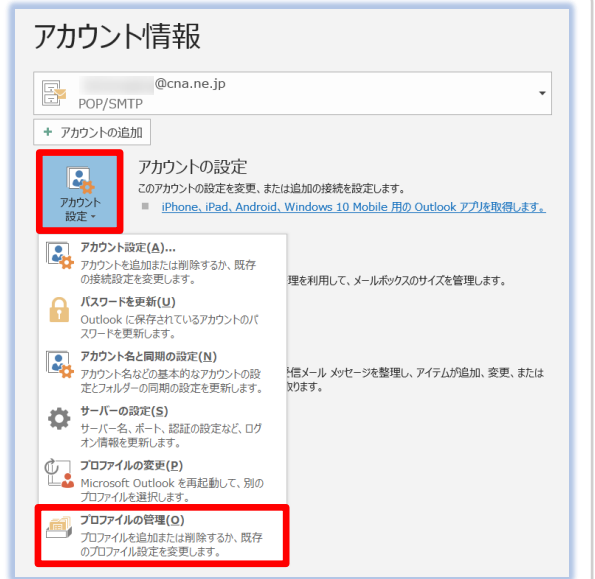 アカウント情報
@cna.ne.jp
POP/SMTP
+ アカウントの追加
アカウント
設定
アカウントの設定
このアカウントの設定を変更、または追加の接続を設定します。
iPhone、iPad、Android、Windows 10 Mobile 用の Outlook アプリを取得します。
アカウント設定(A)...
アカウントを追加または削除するか、既存
の接続設定を変更します。
理を利用して、メールボックスのサイズを管理します。
パスワードを更新(U)
Outlook に保存されているアカウントのパ
スワードを更新します。
アカウント名と同期の設定(N)
アカウント名などの基本的なアカウントの設
定とフォルダーの同期の設定を更新します。
信メール メッセージを整理し、アイテムが追加、変更、または
取ります。
サーバーの設定(S)
サーバー名、ポート、認証の設定など、ログ
オン情報を更新します。
プロファイルの変更(P)
Microsoft Outlook を再起動して、別の
プロファイルを選択します。
プロファイルの管理(O)
プロファイルを追加または削除するか、既存
のプロファイル設定を変更します。